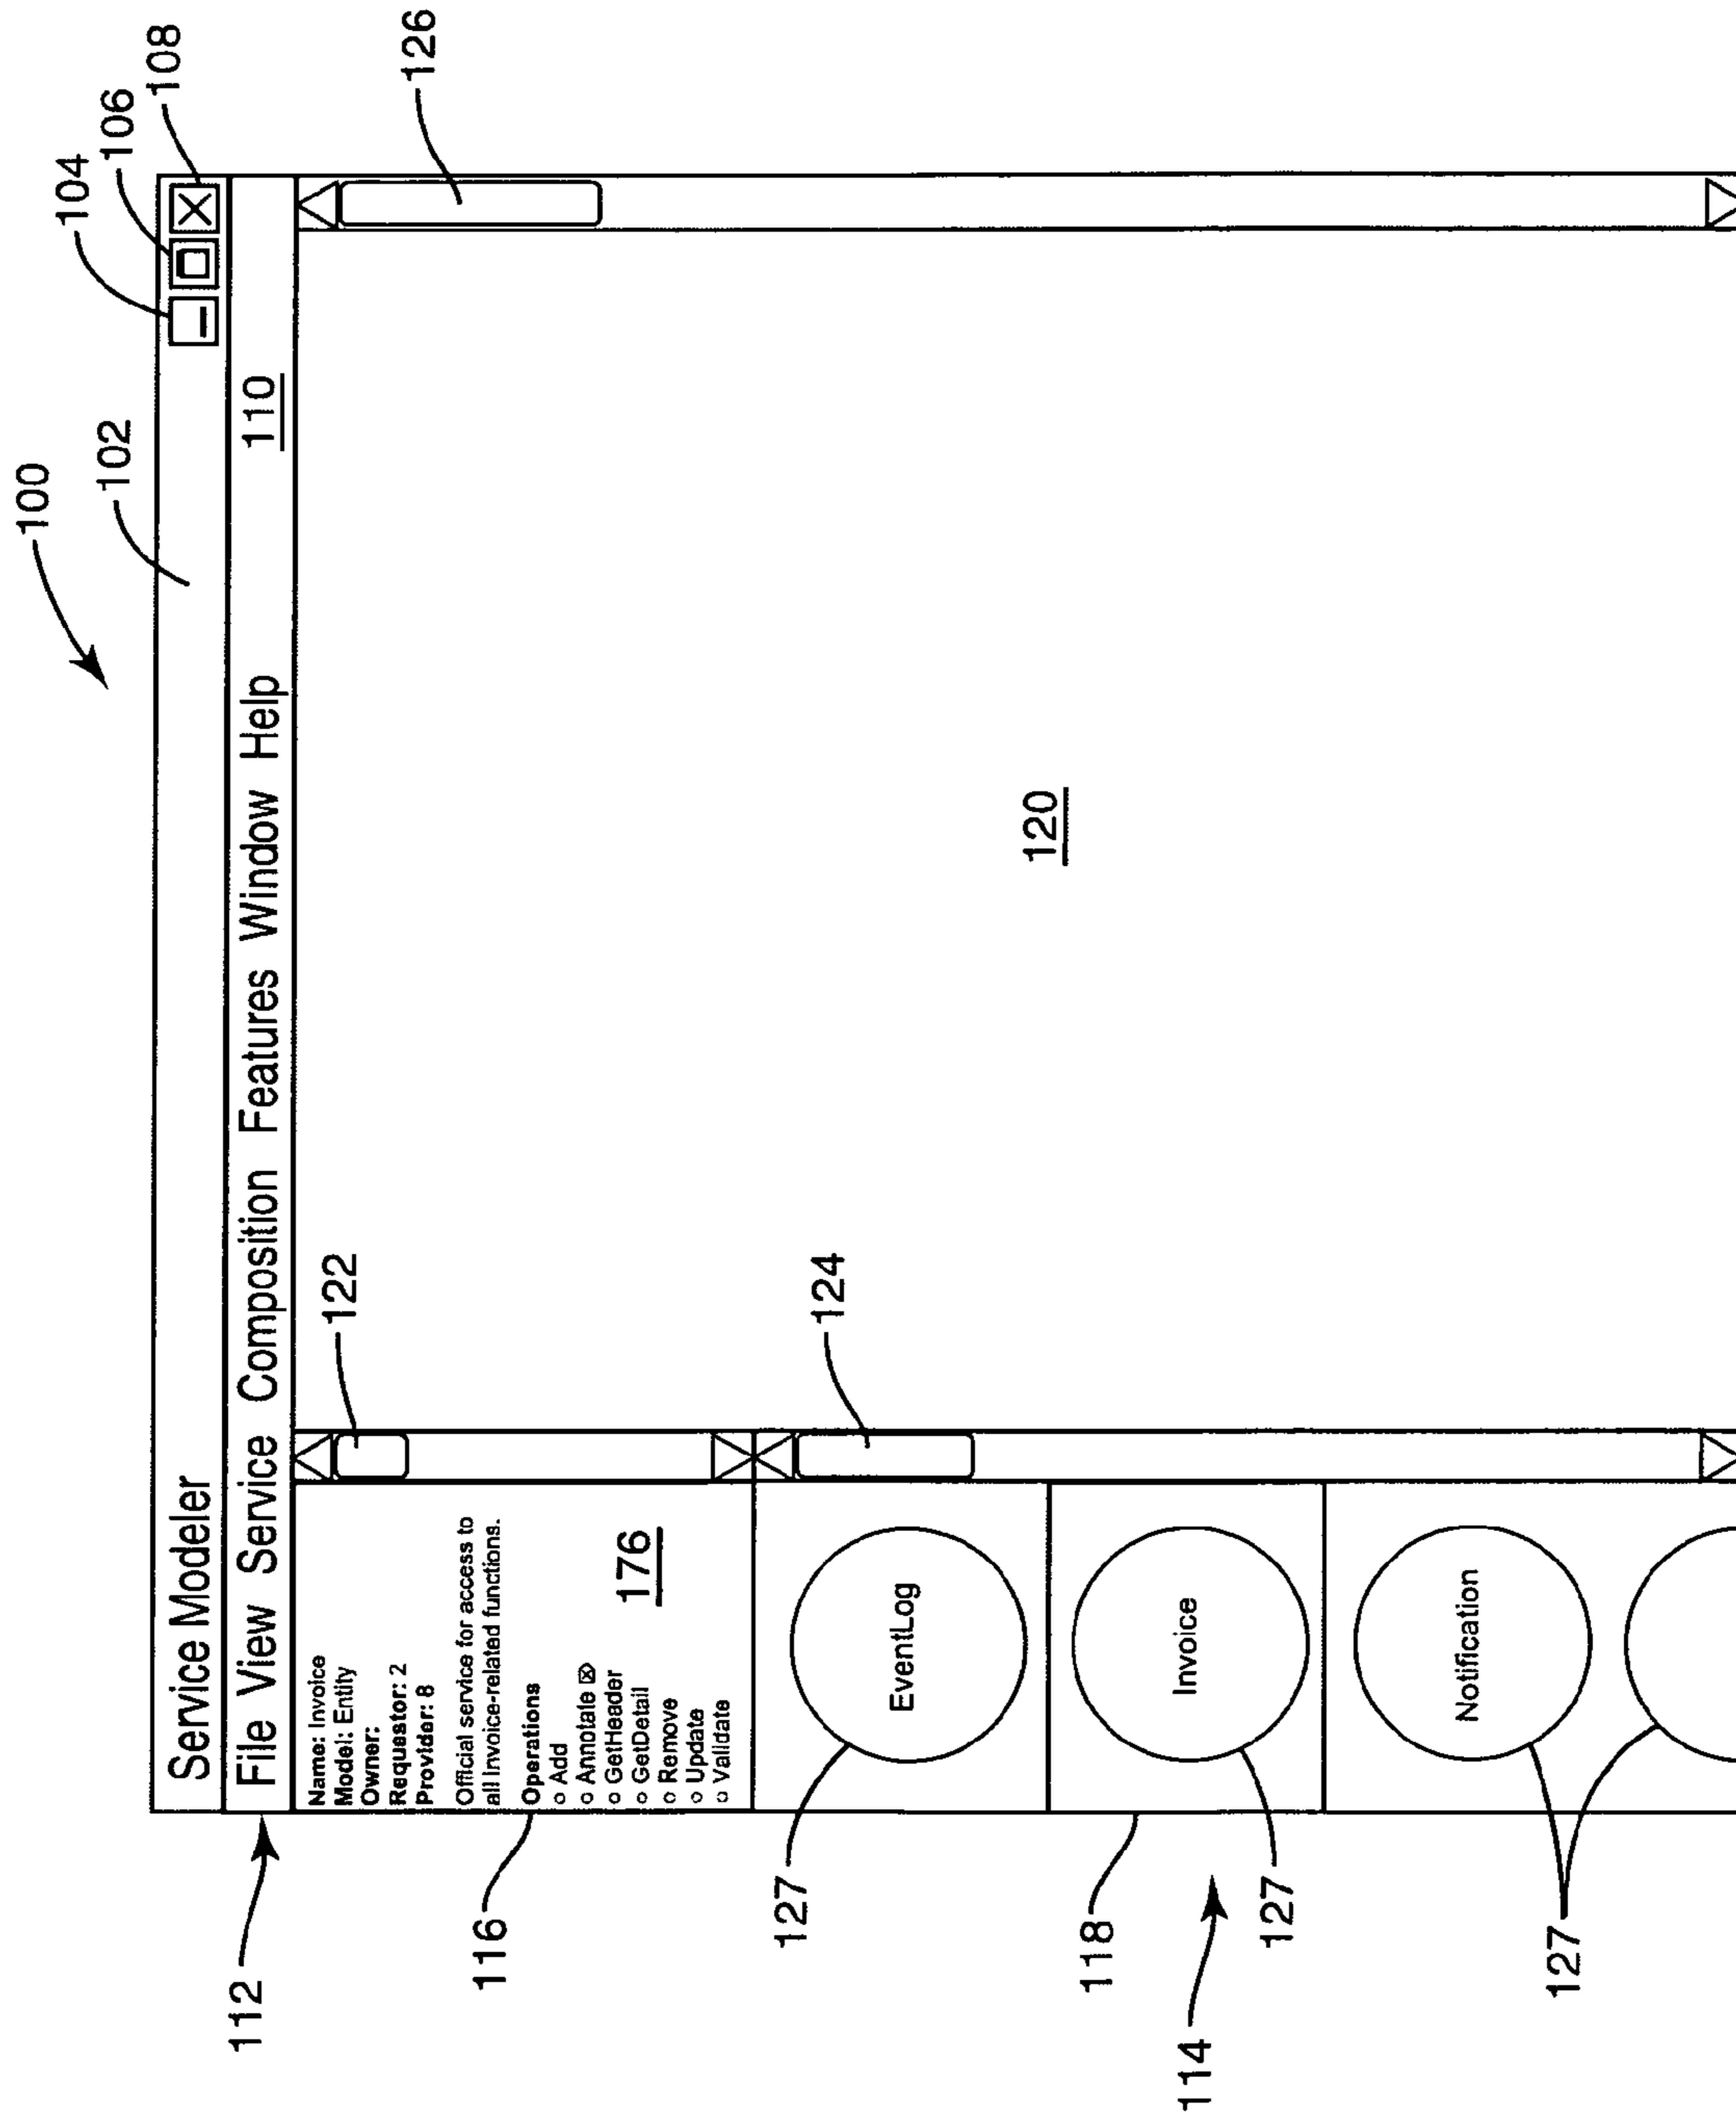 100
102
104
106
108
Service Modeler
112
File View Service Composition Features Window Help
110
126
122
Name: Invoice
Model: Entity
Owner:
Requestor: 2
Provider: 8
Official service for access to
all Invoice-related functions.
116
Operations
o Add
o Annotate ☒
o GetHeader
o GetDetail
o Remove
o Update
o Validate
176
124
127
EventLog
120
118
114
127
Invoice
127
Notification